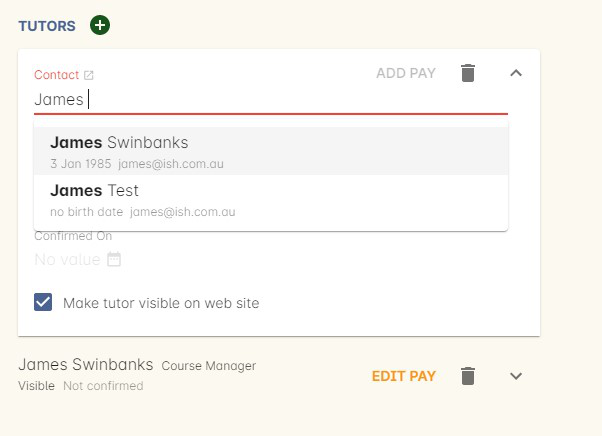 TUTORS
Contact
ADD PAY
James
James Swinbanks
3 Jan 1985 james@ish.com.au
James Test
no birth date james@ish.com.au
Confirmed On
No value
Make tutor visible on web site
James Swinbanks Course Manager
EDIT PAY
Visible Not confirmed